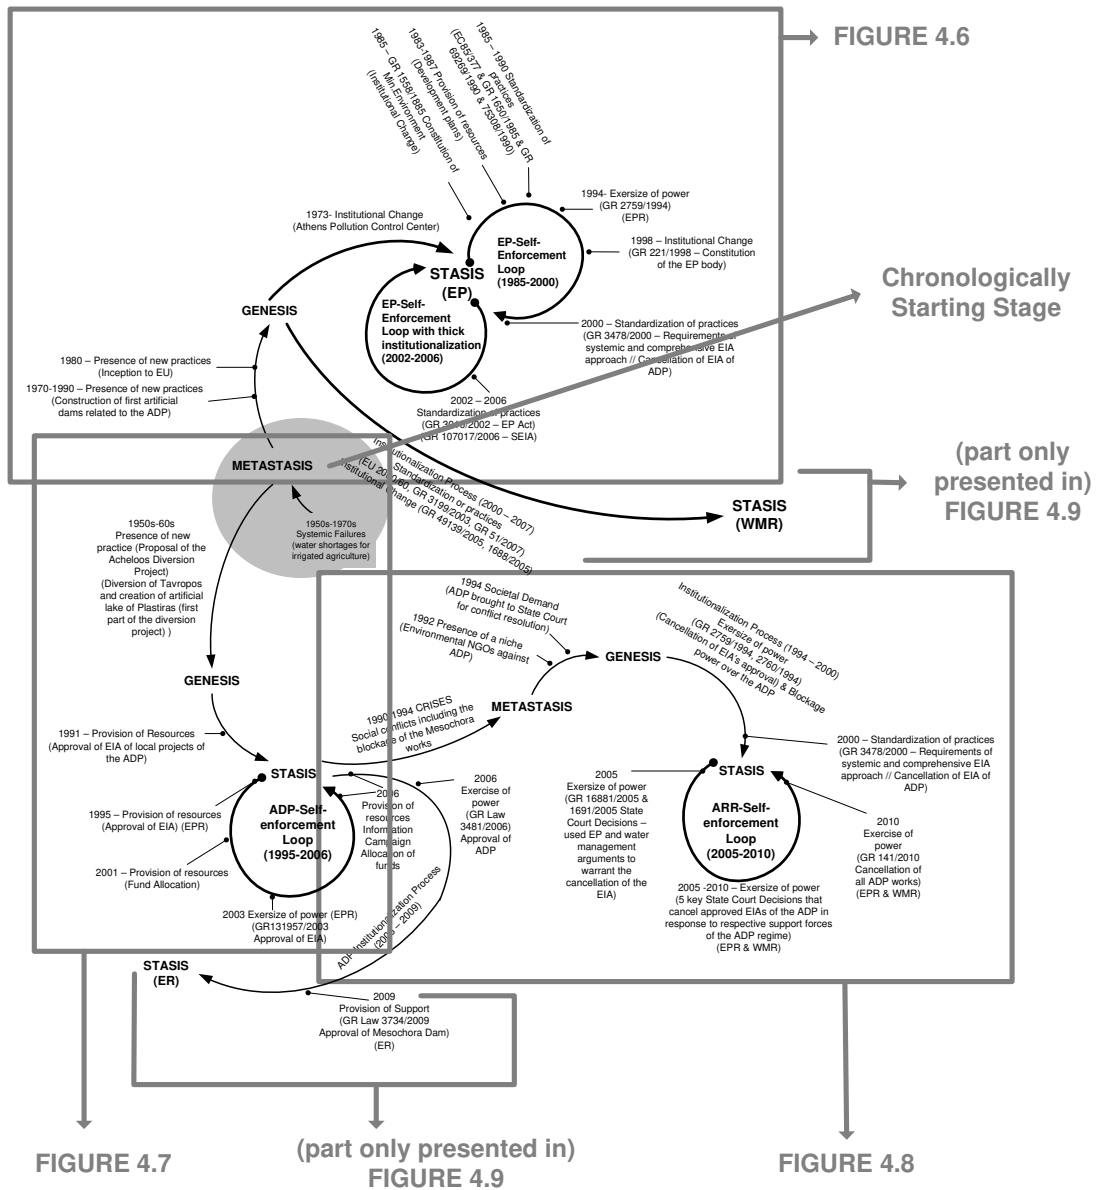 FIGURE 4.6
1985 – GR 1558/1885 Constitution of
Min.Environment
(Institutional Change)
1983-1987 Provision of resources
(Development plans)
1985 – 1990 Standardization of
practices
(EC85/377 & GR 1650/1985 & GR
69269/1990 & 75308/1990)
1994- Exersize of power
(GR 2759/1994)
(EPR)
1973- Institutional Change
(Athens Pollution Control Center)
EP-Self-
Enforcement
Loop
(1985-2000)
1998 – Institutional Change
(GR 221/1998 – Constitution
of the EP body)
STASIS
(EP)
Chronologically
Starting Stage
GENESIS
EP-Self-
Enforcement
Loop with thick
institutionalization
(2002-2006)
2000 – Standardization of practices
(GR 3478/2000 – Requirements of
systemic and comprehensive EIA
approach // Cancellation of EIA of
ADP)
1980 – Presence of new practices
(Inception to EU)
1970-1990 – Presence of new practices
(Construction of first artificial
dams related to the ADP)
2002 – 2006
Standardization of practices
(GR /2002 – EP Act)
(GR 107017/2006 – SEIA)
METASTASIS
Institutionalization Process (2000 – 2007)
Standardization or practices
(EU 2000/60, GR 3199/2003, GR 51/2007)
Institutional Change (GR 49139/2005, 1688/2005)
(part only
presented in)
FIGURE 4.9
STASIS
(WMR)
1950s-1970s
Systemic Failures
(water shortages for
irrigated agriculture)
1950s-60s
Presence of new
practice (Proposal of the
Acheloos Diversion
Project)
(Diversion of Tavropos
and creation of artificial
lake of Plastiras (first
part of the diversion
project) )
1994 Societal Demand
(ADP brought to State Court
for conflict resolution)
1992 Presence of a niche
(Environmental NGOs against
ADP)
Institutionalization Process (1994 – 2000)
Exersize of power
(GR 2759/1994, 2760/1994)
(Cancellation of EIA's approval) & Blockage
power over the ADP
GENESIS
GENESIS
METASTASIS
1990-1994 CRISES
Social conflicts including the
blockage of the Mesochora
works
1991 – Provision of Resources
(Approval of EIA of local projects of
the ADP)
2000 – Standardization of practices
(GR 3478/2000 – Requirements of
systemic and comprehensive EIA
approach // Cancellation of EIA of
ADP)
STASIS
STASIS
1995 – Provision of resources
(Approval of EIA) (EPR)
ADP-Self-
enforcement
Loop
(1995-2006)
2006
Provision of
resources
Information
Campaign
Allocation of
funds
2006
Exercise of
power
(GR Law
3481/2006)
Approval of
ADP
2005
Exersize of power
(GR 16881/2005 &
1691/2005 State
Court Decisions –
used EP and water
management
arguments to
warrant the
cancellation of the
EIA)
ARR-Self-
enforcement
Loop
(2005-2010)
2010
Exercise of
power
(GR 141/2010
Cancellation of
all ADP works)
(EPR & WMR)
2001 – Provision of resources
(Fund Allocation)
2005 -2010 – Exersize of power
(5 key State Court Decisions that
cancel approved EIAs of the ADP in
response to respective support forces
of the ADP regime)
(EPR & WMR)
2003 Exersize of power (EPR)
(GR131957/2003
Approval of EIA)
ADP Institutionalization Process
(2006 – 2009)
STASIS
(ER)
2009
Provision of Support
(GR Law 3734/2009
Approval of Mesochora Dam)
(ER)
FIGURE 4.7
(part only presented in)
FIGURE 4.9
FIGURE 4.8